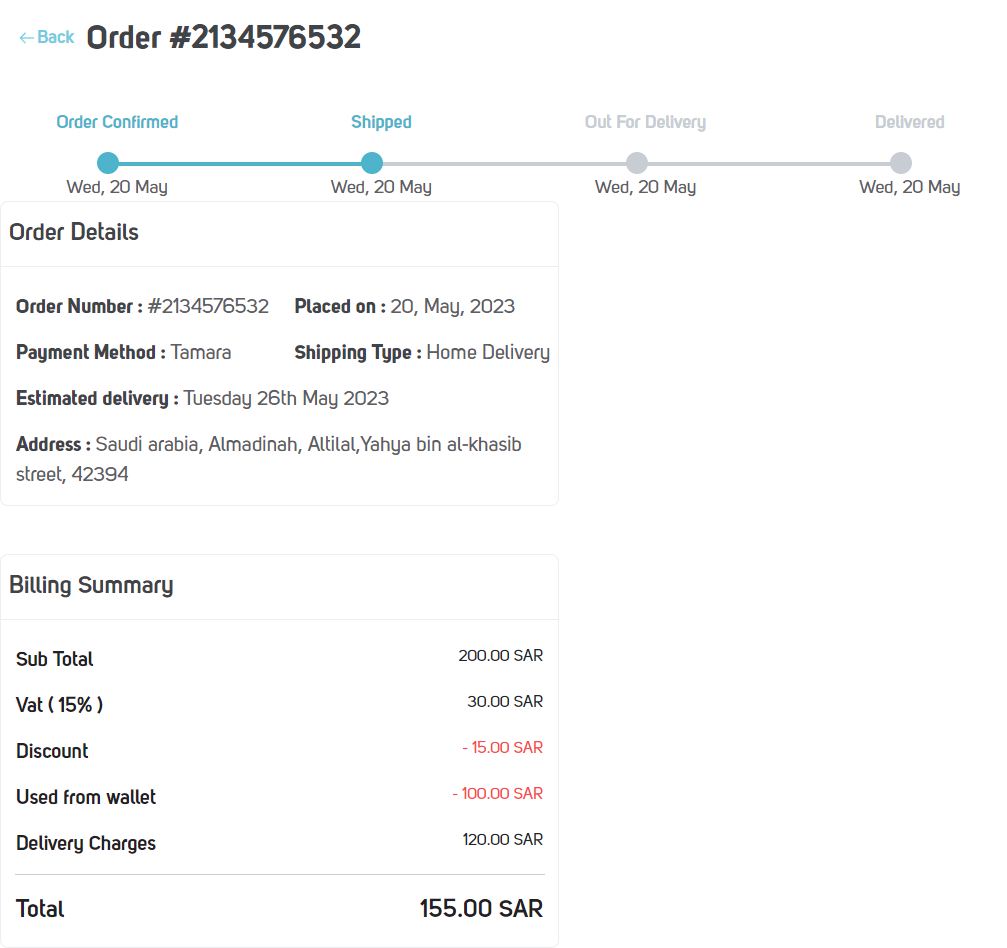 ←Back Order #2134576532
Order Confirmed Shipped Out For Delivery Delivered
Wed, 20 May Wed, 20 May Wed, 20 May Wed, 20 May
Order Details
Order Number : #2134576532 Placed on : 20, May, 2023
Payment Method : Tamara Shipping Type : Home Delivery
Estimated delivery : Tuesday 26th May 2023
Address : Saudi arabia, Almadinah, Altilal,Yahya bin al-khasib
street, 42394
Billing Summary
Sub Total 200.00 SAR
Vat ( 15% ) 30.00 SAR
Discount - 15.00 SAR
Used from wallet - 100.00 SAR
Delivery Charges 120.00 SAR
Total 155.00 SAR